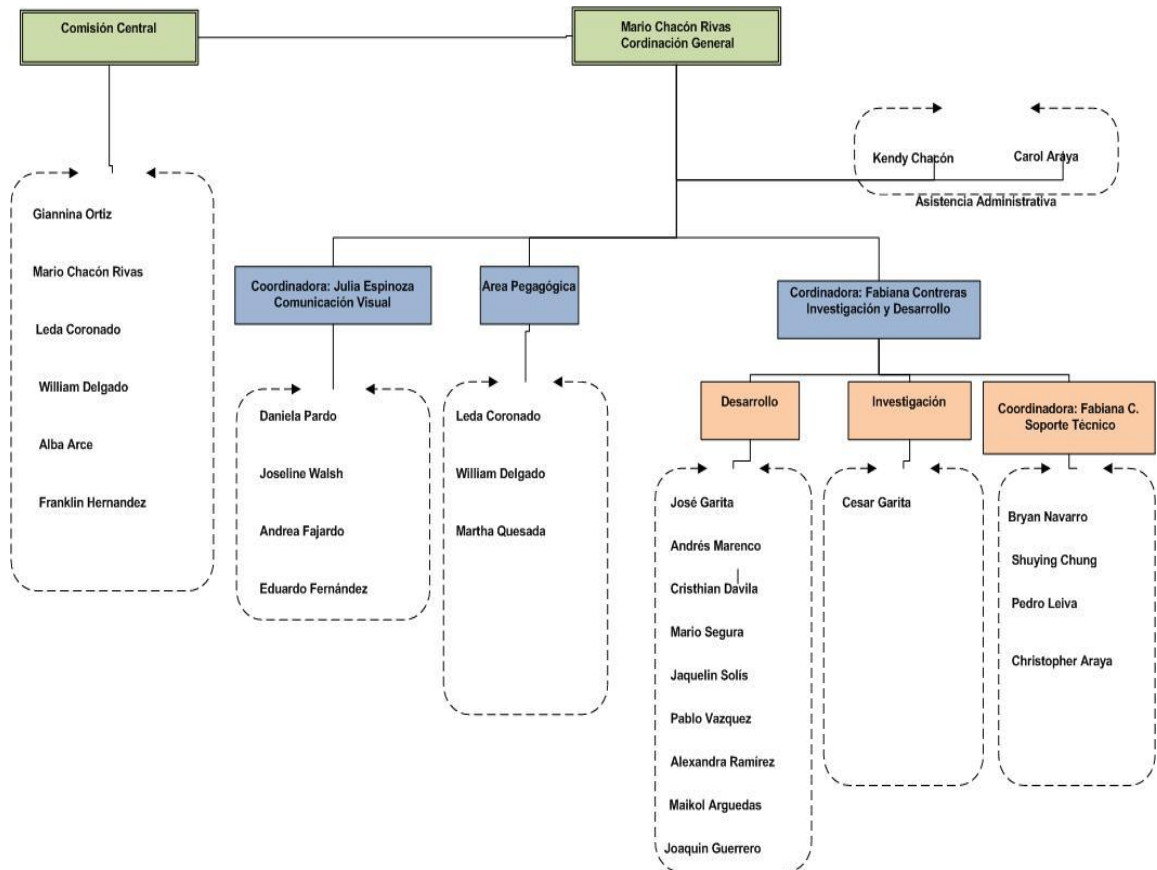 Comisión Central
Mario Chacón Rivas
Cordinación General
Kendy Chacón
Carol Araya
Asistencia Administrativa
Giannina Ortiz
Mario Chacón Rivas
Leda Coronado
William Delgado
Alba Arce
Franklin Hernandez
Coordinadora: Julia Espinoza
Comunicación Visual
Area Pegagógica
Cordinadora: Fabiana Contreras
Investigación y Desarrollo
Daniela Pardo
Joseline Walsh
Andrea Fajardo
Eduardo Fernández
Leda Coronado
William Delgado
Martha Quesada
Desarrollo
Investigación
Coordinadora: Fabiana C.
Soporte Técnico
José Garita
Andrés Marenco
Cristhian Davila
Mario Segura
Jaquelin Solís
Pablo Vazquez
Alexandra Ramírez
Maikol Arguedas
Joaquin Guerrero
Cesar Garita
Bryan Navarro
Shuying Chung
Pedro Leiva
Christopher Araya